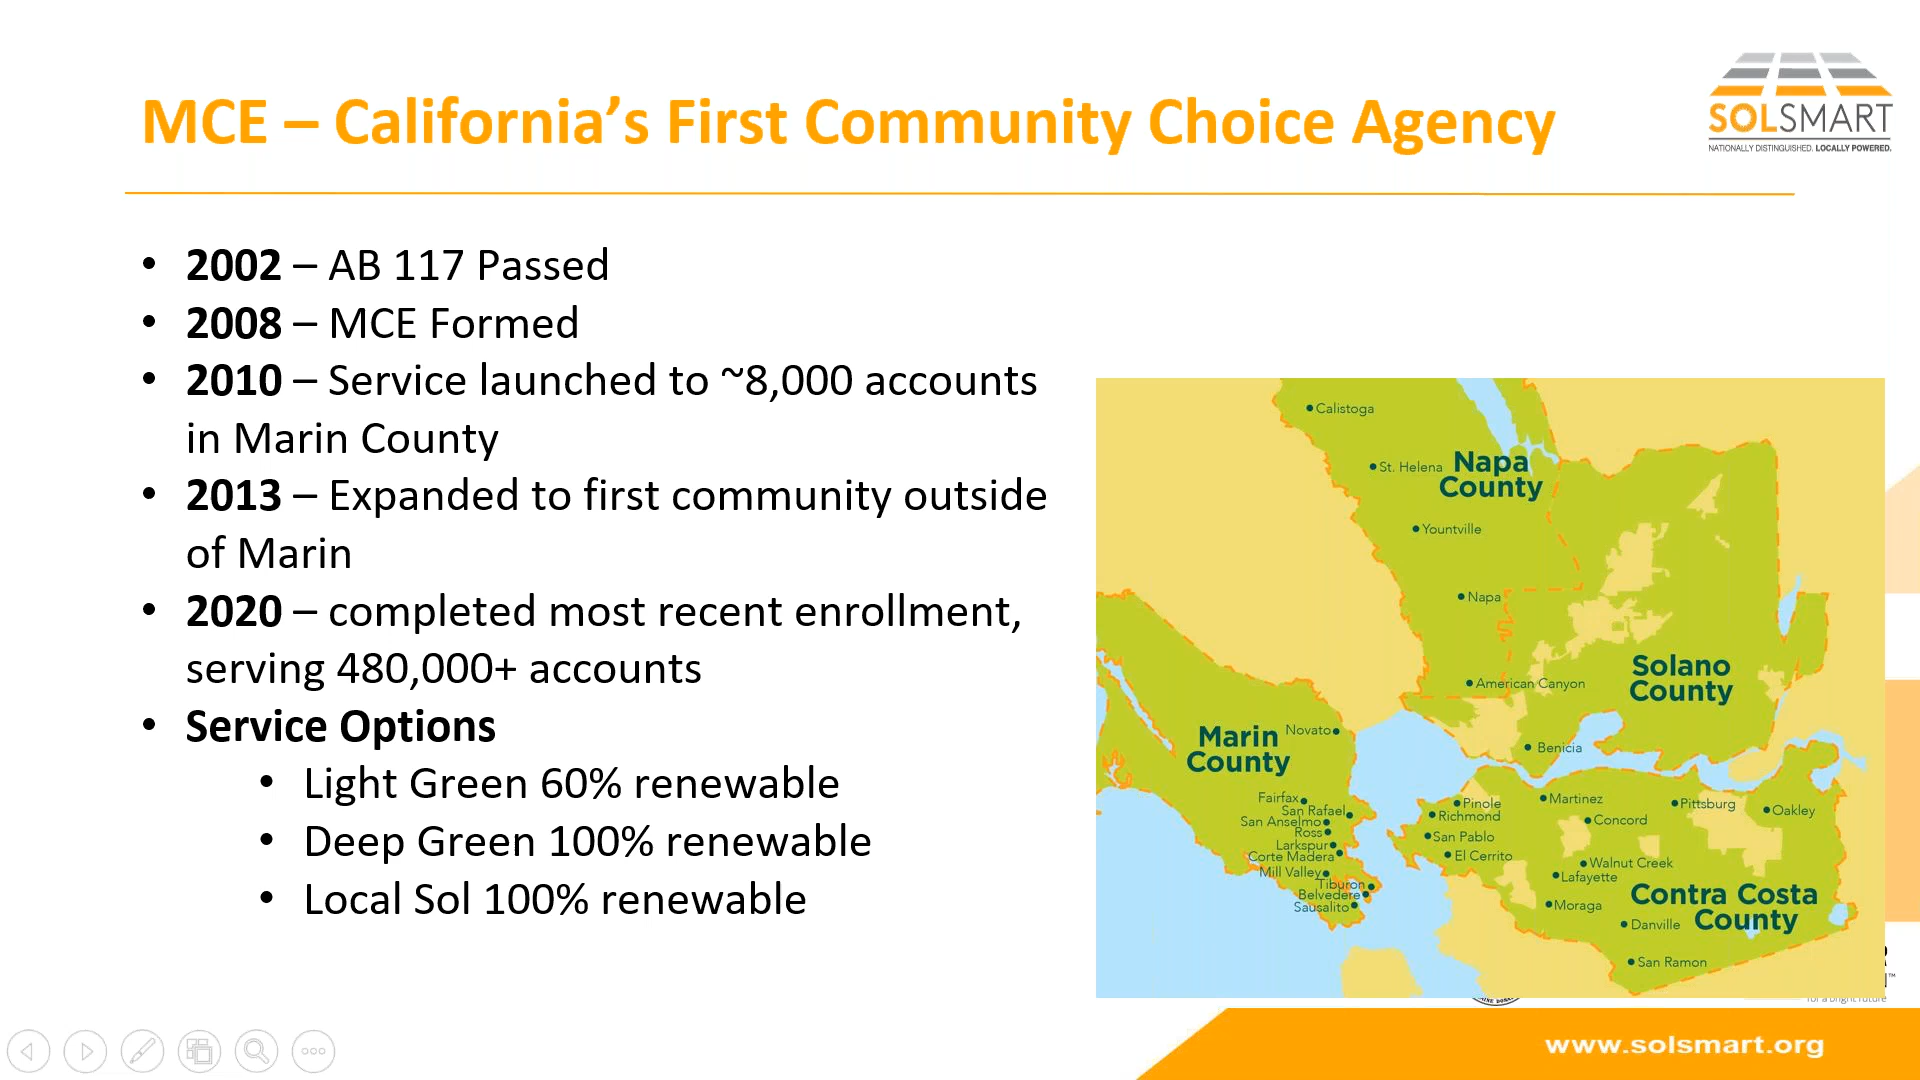 MCE – California's First Community Choice Agency
SOLSMART
NATIONALLY DISTINGUISHED. LOCALLY POWERED.
• 2002 – AB 117 Passed
• 2008 – MCE Formed
• 2010 – Service launched to ~8,000 accounts
in Marin County
• 2013 – Expanded to first community outside
of Marin
• 2020 – completed most recent enrollment,
serving 480,000+ accounts
• Service Options
• Light Green 60% renewable
• Deep Green 100% renewable
• Local Sol 100% renewable
Calistoga
St. Helena
Napa
County
Yountville
Napa
American Canyon
Solano
County
Benicia
Marin
County
Novato
Fairfax
San Rafael
San Anselmo
Ross
Larkspur
Corte Madera
Mill Valley
Tiburon
Belvedere
Sausalito
Pinole
Richmond
San Pablo
El Cerrito
Martinez
Concord
Pittsburg
Oakley
Walnut Creek
Lafayette
Moraga
Contra Costa
County
Danville
San Ramon
for a bright future
www.solsmart.org